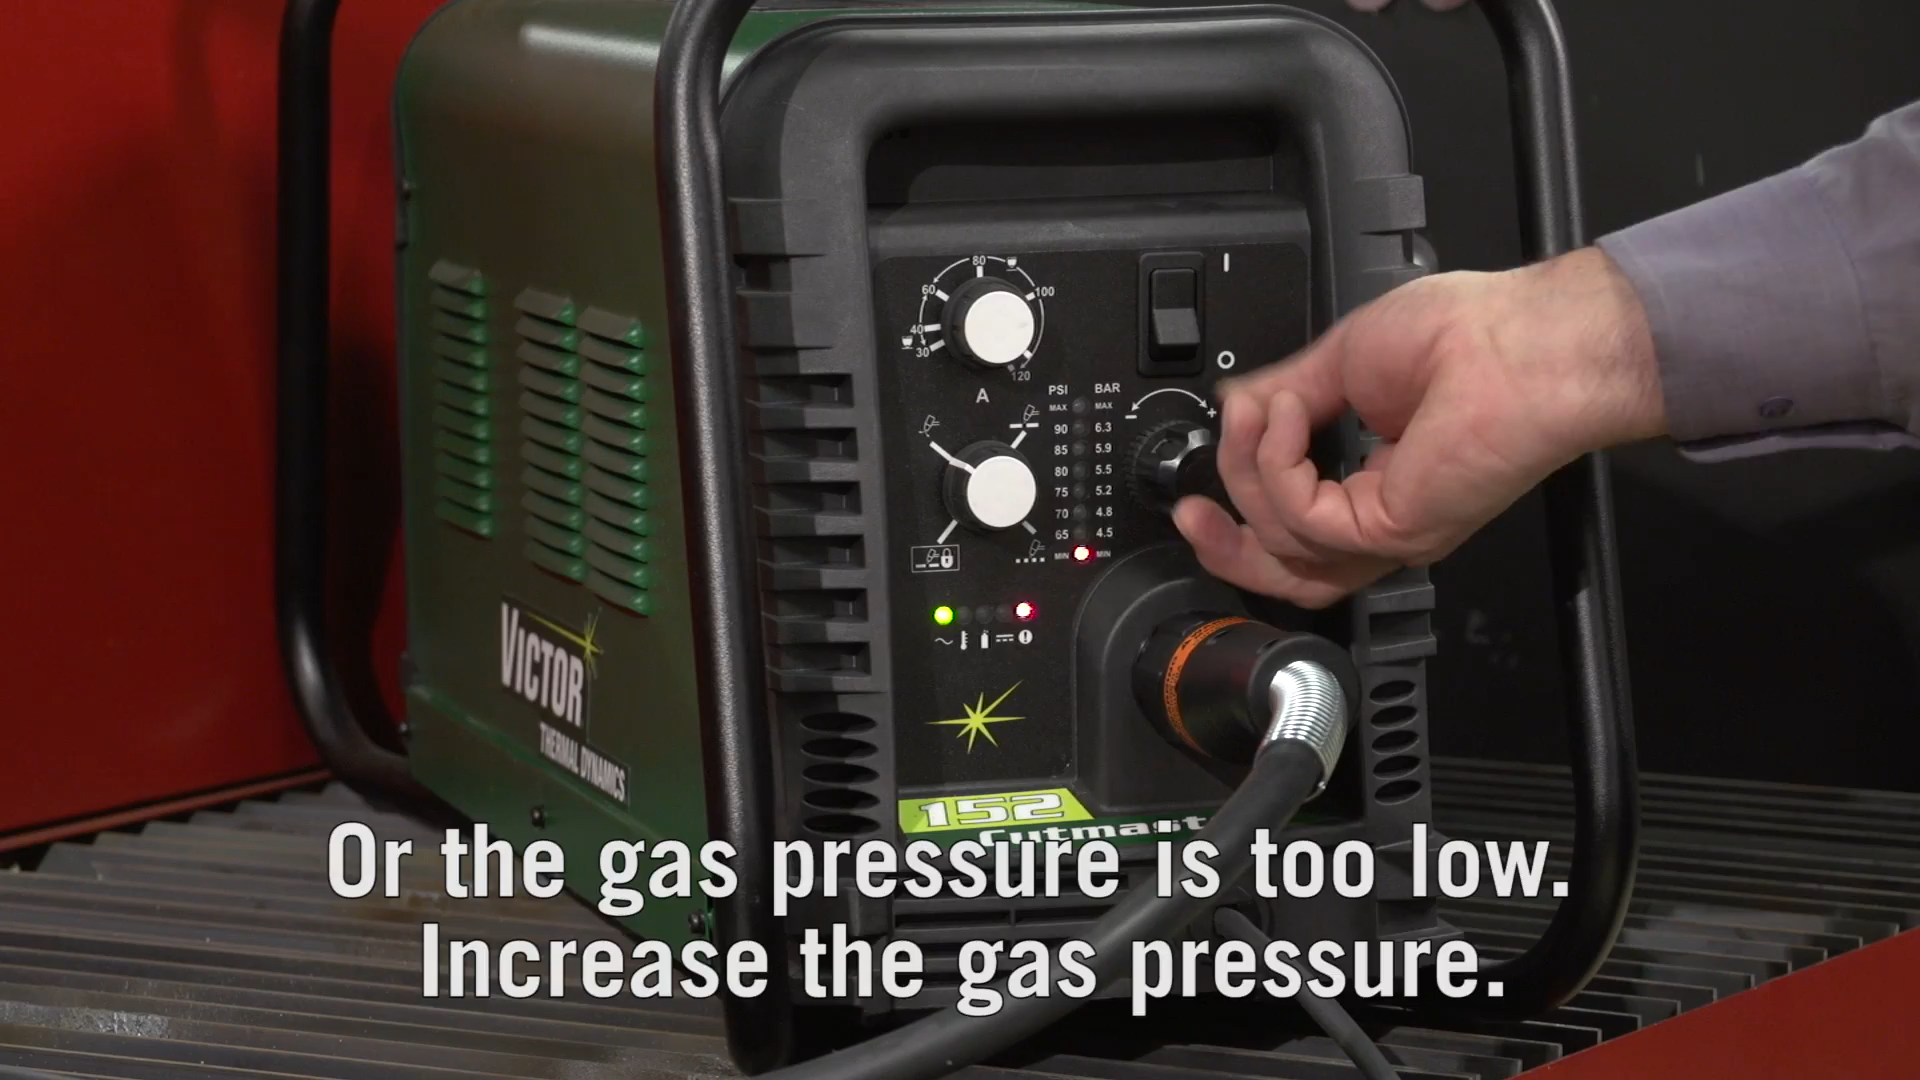 80
60
100
40
30
120
A
PSI BAR
MAX MAX
90 6.3
85 5.9
80 5.5
75 5.2
70 4.8
65 4.5
MIN MIN
I
O
- +
VICTOR
THERMAL DYNAMICS
152
Cutmast
Or the gas pressure is too low.
Increase the gas pressure.